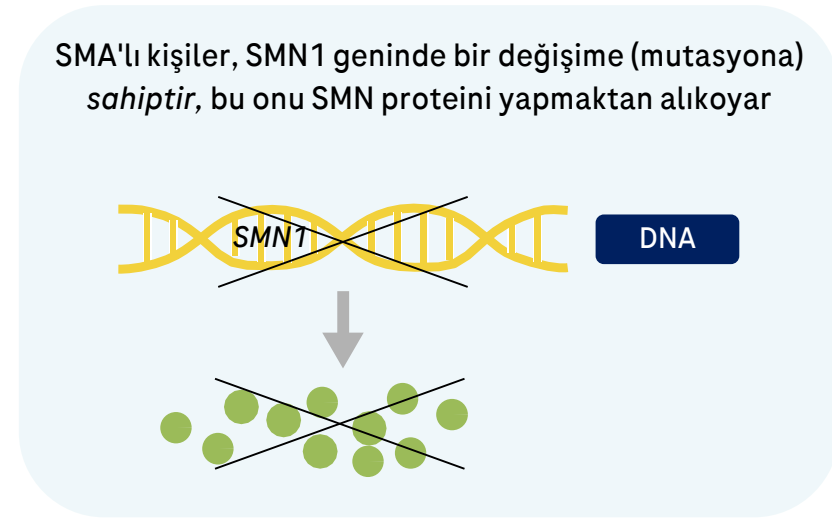 SMA'lı kişiler, SMN1 geninde bir değişime (mutasyona)
sahiptir, bu onu SMN proteini yapmaktan alıkoyar
SMN1
DNA